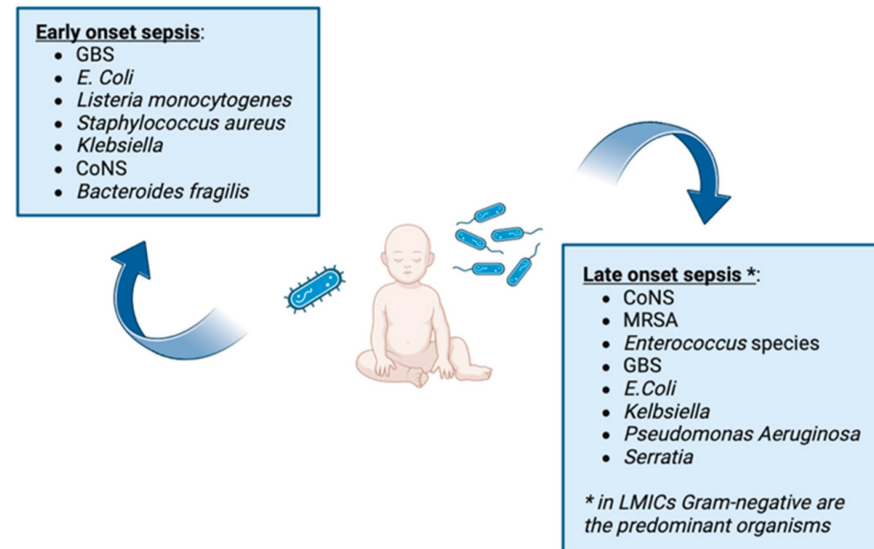 Early onset sepsis:
• GBS
• E. Coli
• Listeria monocytogenes
• Staphylococcus aureus
• Klebsiella
• CoNS
• Bacteroides fragilis
Late onset sepsis *:
• CoNS
• MRSA
• Enterococcus species
• GBS
• E.Coli
• Kelbsiella
• Pseudomonas Aeruginosa
• Serratia
* in LMICs Gram-negative are
the predominant organisms